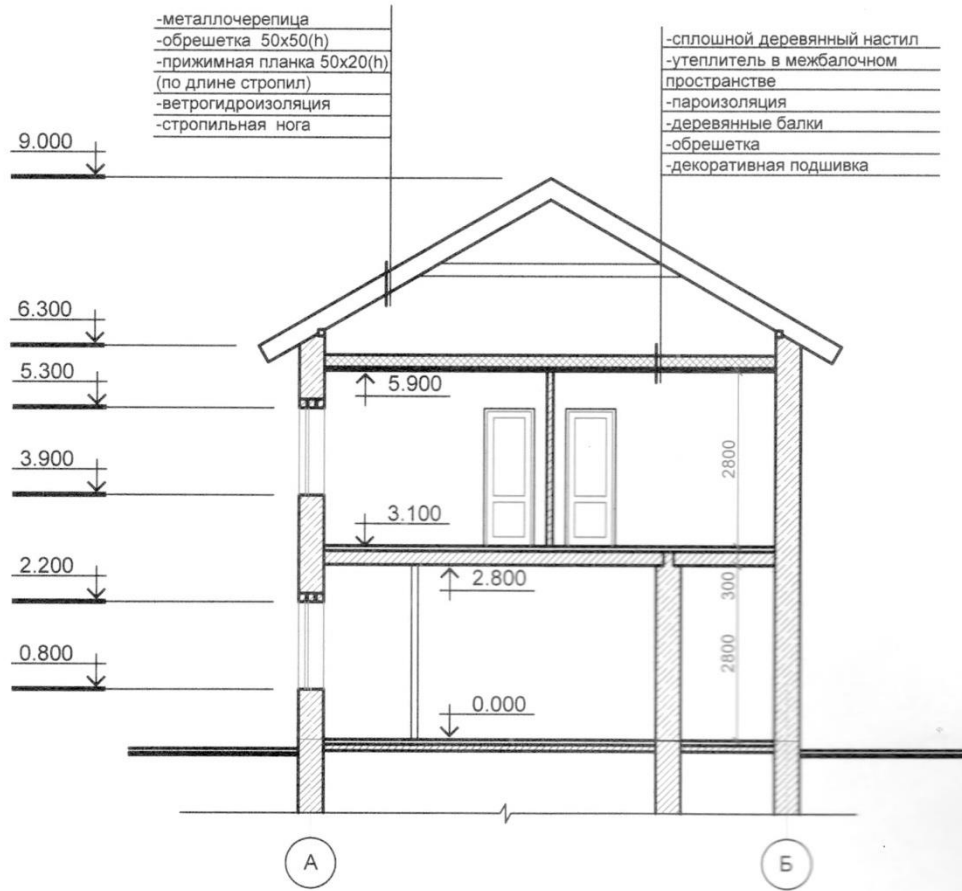 -металлочерепица
-обрешетка 50х50(h)
-прижимная планка 50х20(h)
(по длине стропил)
-ветрогидроизоляция
-стропильная нога
-сплошной деревянный настил
-утеплитель в межбалочном
пространстве
-пароизоляция
-деревянные балки
-обрешетка
-декоративная подшивка
9.000
6.300
5.300
5.900
3.900
2800
3.100
2.200
2.800
300
0.800
2800
0.000
А
Б